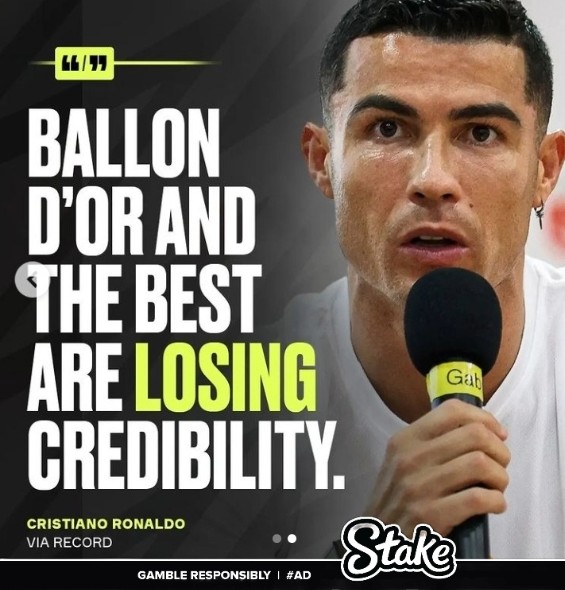 BALLON
D'OR AND
THE BEST
ARE LOSING
CREDIBILITY.
Gab
CRISTIANO RONALDO
VIA RECORD
Stake
GAMBLE RESPONSIBLY | #AD